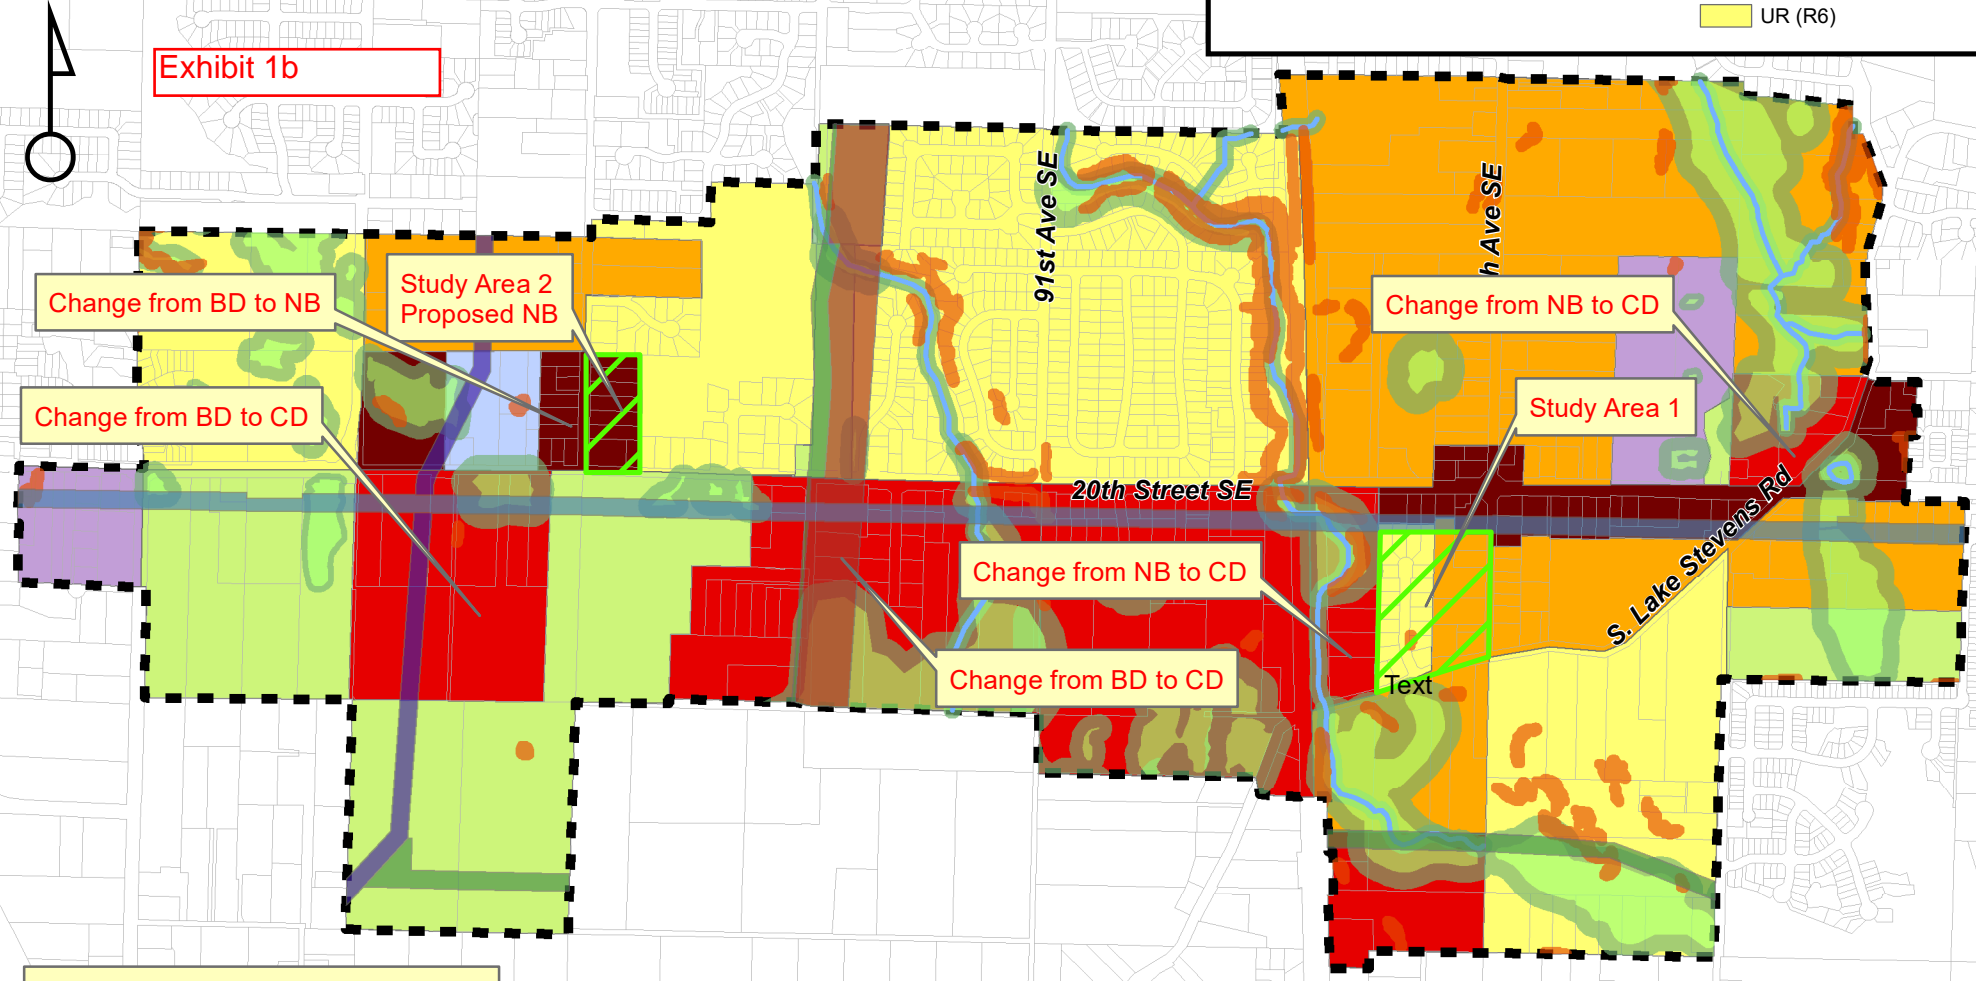 UR (R6)
Exhibit 1b
91st Ave SE
h Ave SE
Change from BD to NB
Study Area 2
Proposed NB
Change from NB to CD
Change from BD to CD
Study Area 1
20th Street SE
S. Lake Stevens Rd
Change from NB to CD
Change from BD to CD
Text